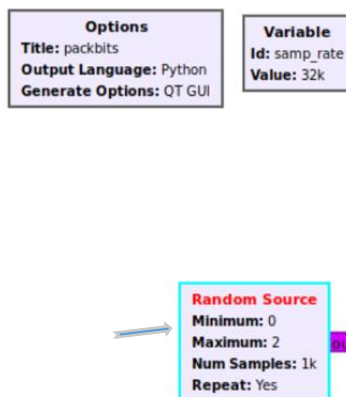 Options
Title: packbits
Output Language: Python
Generate Options: QT GUI
Variable
Id: samp_rate
Value: 32k
Random Source
Minimum: 0
Maximum: 2
Num Samples: 1k
Repeat: Yes